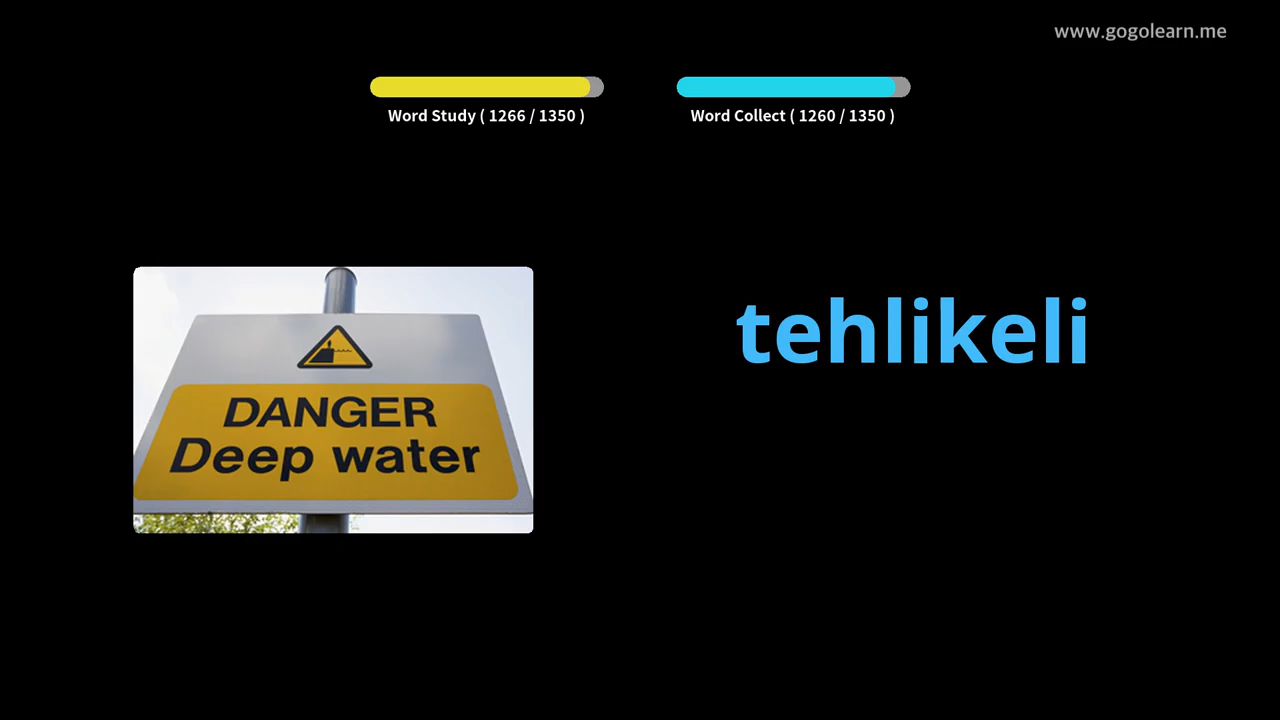 www.gogolearn.me
Word Study ( 1266 / 1350 )
Word Collect ( 1260 / 1350 )
tehlikeli
DANGER
Deep water